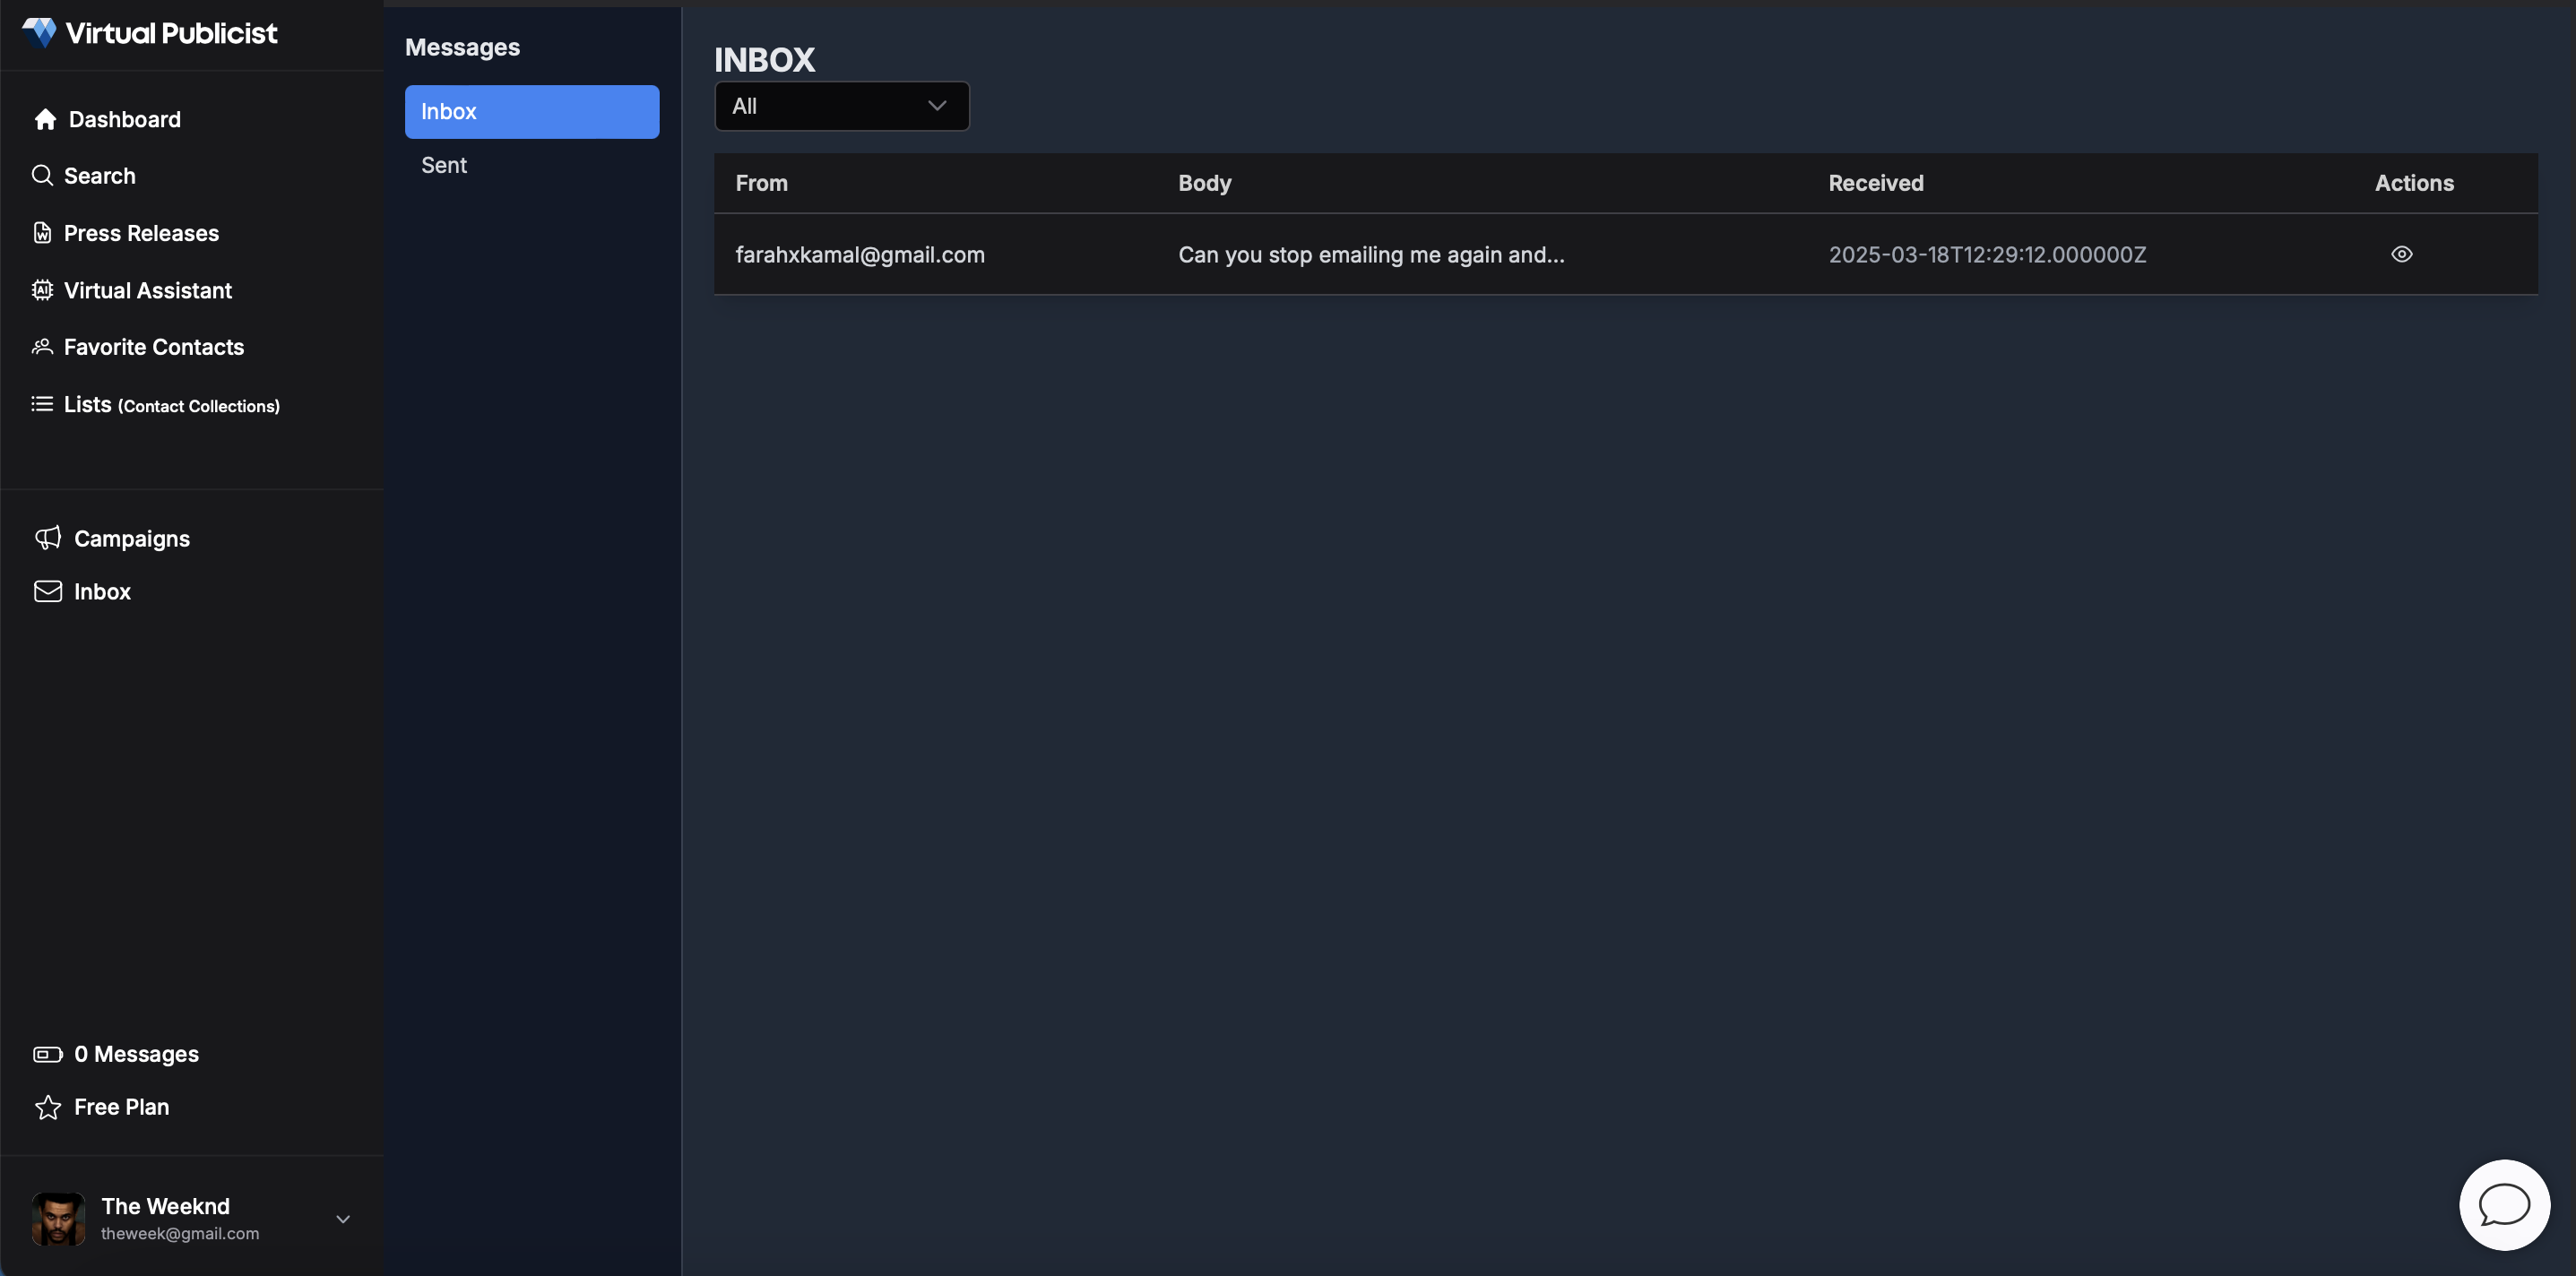 Virtual Publicist
Dashboard
Search
Press Releases
Virtual Assistant
Favorite Contacts
Lists (Contact Collections)
Campaigns
Inbox
0 Messages
Free Plan
The Weeknd
theweek@gmail.com
Messages
Inbox
Sent
INBOX
All
From Body Received Actions
farahxkamal@gmail.com Can you stop emailing me again and... 2025-03-18T12:29:12.000000Z